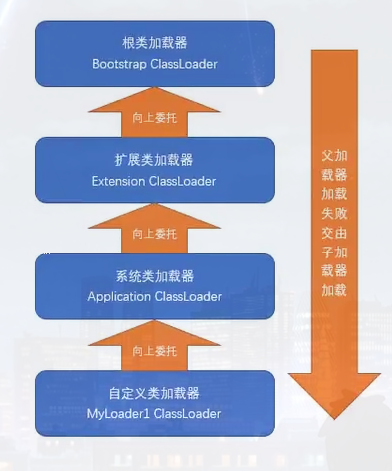 根类加载器
Bootstrap ClassLoader
向上委托
扩展类加载器
Extension ClassLoader
向上委托
系统类加载器
Application ClassLoader
向上委托
自定义类加载器
MyLoader1 ClassLoader
父加
载器
加载
失败
交由
子加
载器
加载